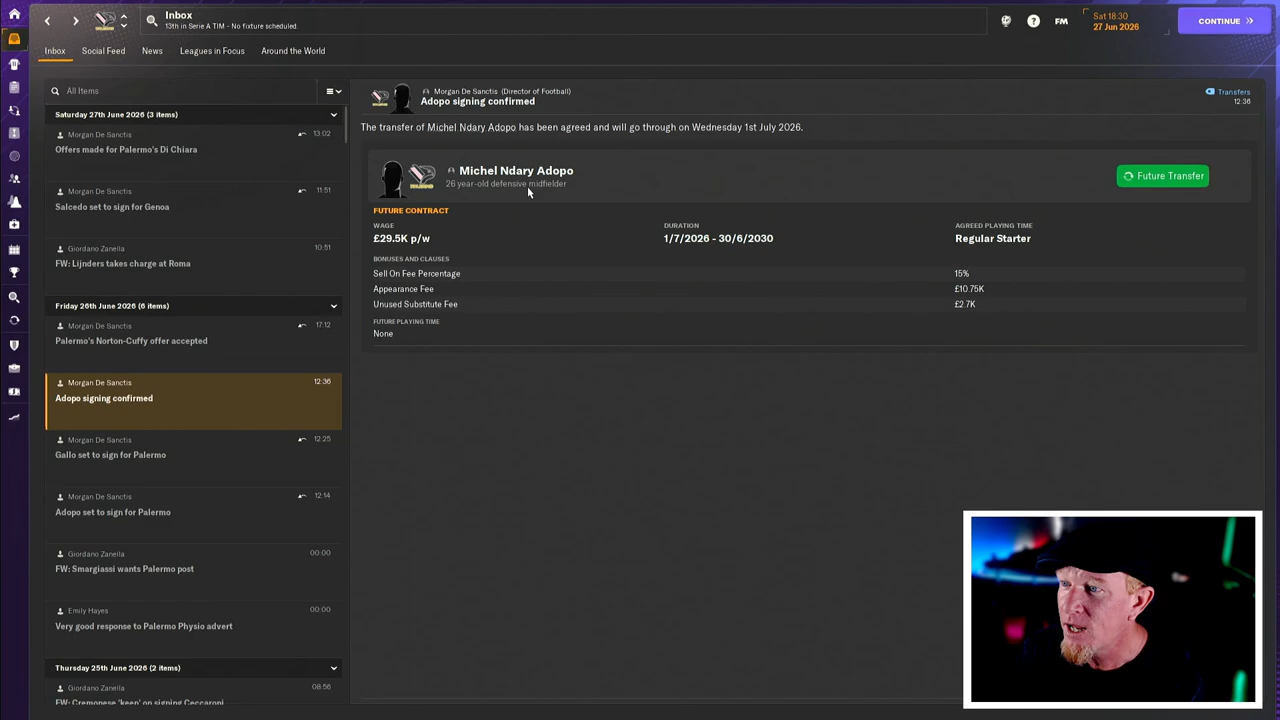 Inbox
13th in Serie A TIM - No fixture scheduled.
FM
Sat 18:30
27 Jun 2026
CONTINUE
Inbox
Social Feed
News
Leagues in Focus
Around the World
All Items
Saturday 27th June 2026 (3 items)
Morgan De Sanctis
13:02
Offers made for Palermo's Di Chiara
Morgan De Sanctis
11:51
Salcedo set to sign for Genoa
Giordano Zanella
10:51
FW: Lijnders takes charge at Roma
Friday 26th June 2026 (6 items)
Morgan De Sanctis
17:12
Palermo's Norton-Cuffy offer accepted
Morgan De Sanctis
12:36
Adopo signing confirmed
Morgan De Sanctis
12:25
Gallo set to sign for Palermo
Morgan De Sanctis
12:14
Adopo set to sign for Palermo
Giordano Zanella
00:00
FW: Smargiassi wants Palermo post
Emily Hayes
00:00
Very good response to Palermo Physio advert
Thursday 25th June 2026 (2 items)
Giordano Zanella
08:56
FW: Cremonese 'keen' on signing Ceccaroni
Morgan De Sanctis (Director of Football)
Adopo signing confirmed
Transfers
12:36
The transfer of Michel Ndary Adopo has been agreed and will go through on Wednesday 1st July 2026.
Michel Ndary Adopo
26 year-old defensive midfielder
Future Transfer
FUTURE CONTRACT
WAGE
DURATION
AGREED PLAYING TIME
£29.5K p/w
1/7/2026 - 30/6/2030
Regular Starter
BONUSES AND CLAUSES
Sell On Fee Percentage
15%
Appearance Fee
£10.75K
Unused Substitute Fee
£2.7K
FUTURE PLAYING TIME
None